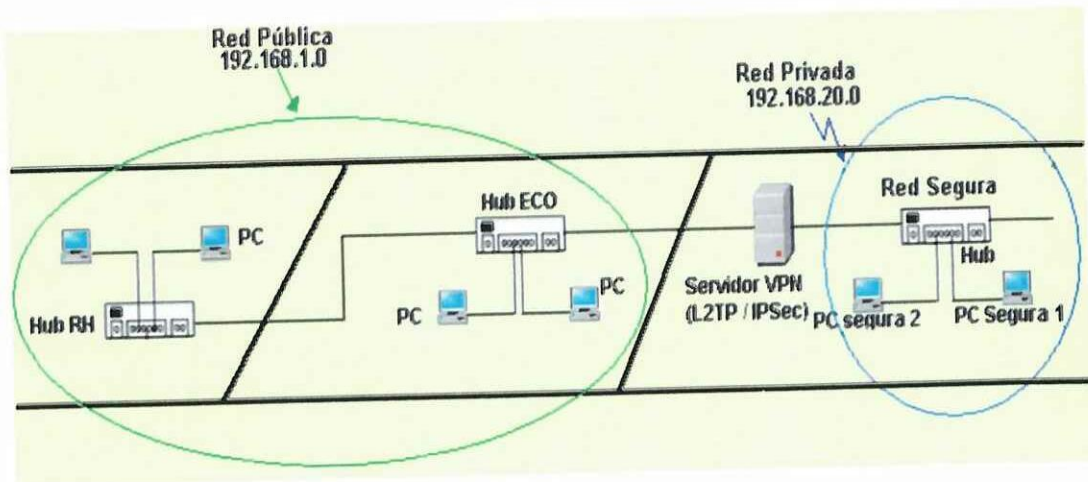 Red Pública
192.168.1.0
Red Privada
192.168.20.0
Hub ECO
Red Segura
PC
Hub
Servidor VPN
(L2TP / IPSec)
PC
PC
Hub RH
PC segura 2
PC Segura 1